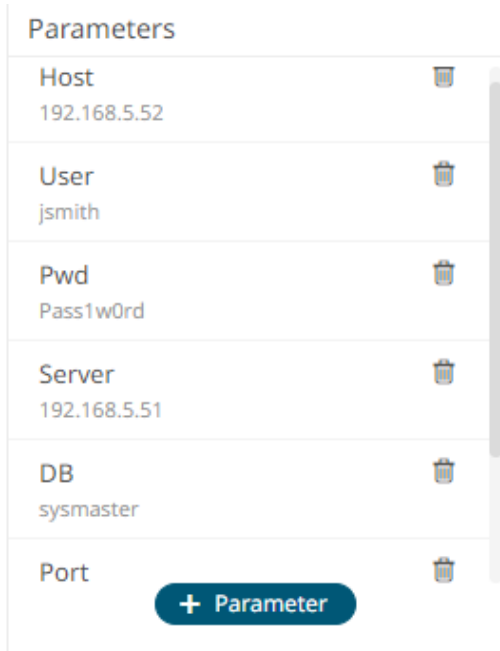 Parameters
Host
192.168.5.52
User
jsmith
Pwd
Pass1w0rd
Server
192.168.5.51
DB
sysmaster
Port
+ Parameter